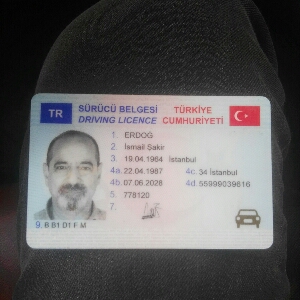 TR SÜRÜCÜ BELGESİ TÜRKİYE
DRIVING LICENCE CUMHURİYETİ
1. ERDOG
2. İsmail Şakir
3. 19.04.1964 İstanbul
4a. 22.04.1987 4c. 34 İstanbul
4b. 07.06.2028 4d. 55999039616
5. 778120
7.
9. B B1 D1 F M